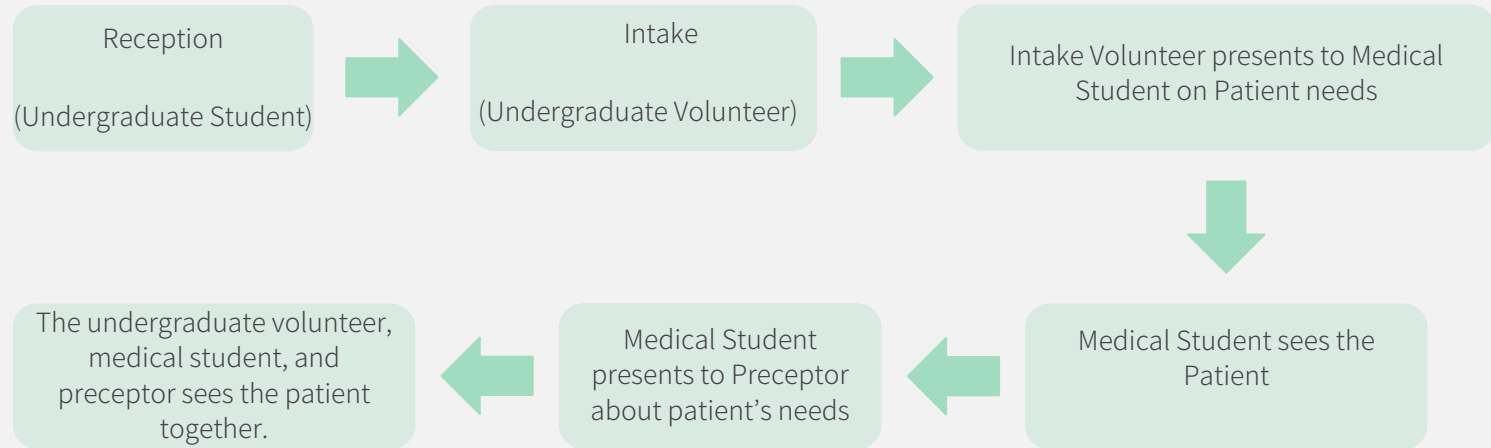 Reception
(Undergraduate Student)
Intake
(Undergraduate Volunteer)
Intake Volunteer presents to Medical
Student on Patient needs
Medical Student sees the
Patient
Medical Student
presents to Preceptor
about patient’s needs
The undergraduate volunteer,
medical student, and
preceptor sees the patient
together.